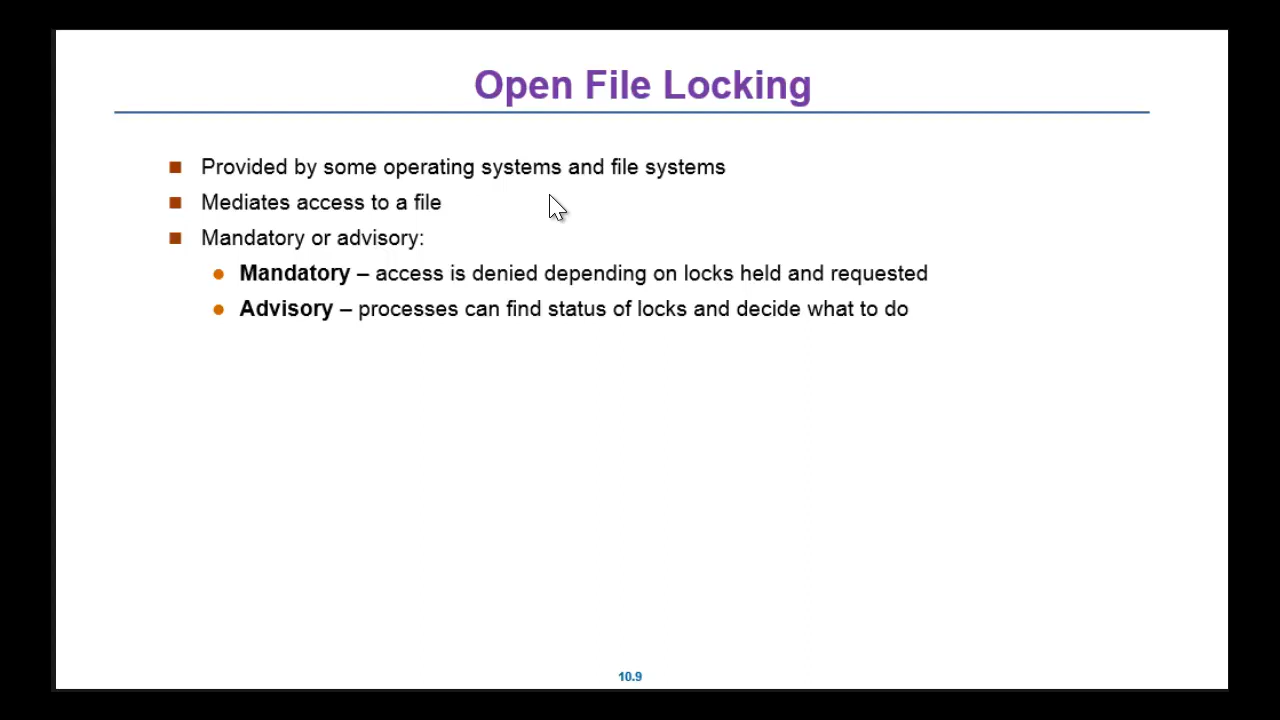 Open File Locking
Provided by some operating systems and file systems
Mediates access to a file
Mandatory or advisory:
Mandatory – access is denied depending on locks held and requested
Advisory – processes can find status of locks and decide what to do
10.9